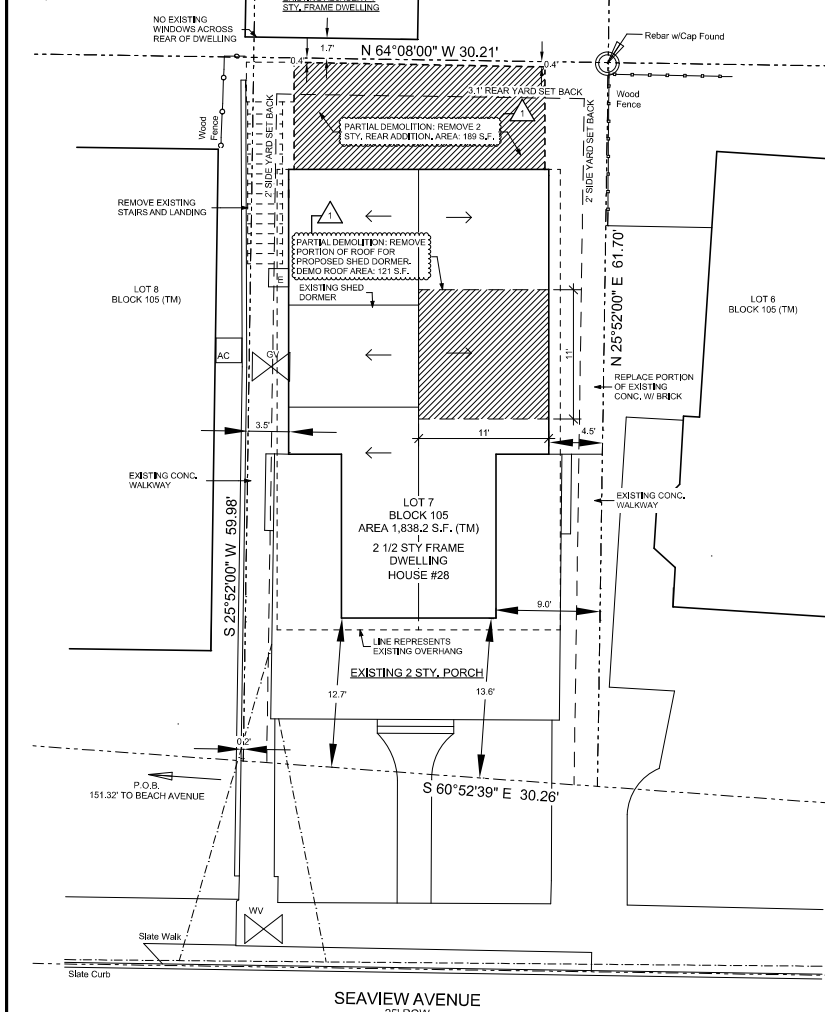 STY. FRAME DWELLING
NO EXISTING
WINDOWS ACROSS
REAR OF DWELLING
1.7'
N 64°08'00" W 30.21'
Rebar w/Cap Found
0.4'
0.4'
3.1' REAR YARD SET BACK
Wood
Fence
Wood
Fence
2' SIDE YARD SET BACK
2' SIDE YARD SET BACK
1
PARTIAL DEMOLITION: REMOVE 2
STY. REAR ADDITION. AREA: 189 S.F.
REMOVE EXISTING
STAIRS AND LANDING
1
PARTIAL DEMOLITION: REMOVE
PORTION OF ROOF FOR
PROPOSED SHED DORMER.
DEMO ROOF AREA: 121 S.F.
E
EXISTING SHED
DORMER
LOT 8
BLOCK 105 (TM)
N 25°52'00" E 61.70'
LOT 6
BLOCK 105 (TM)
AC
GV
11'
REPLACE PORTION
OF EXISTING
CONC. W/ BRICK
3.5'
11'
4.5'
EXISTING CONC.
WALKWAY
EXISTING CONC.
WALKWAY
S 25°52'00" W 59.98'
LOT 7
BLOCK 105
AREA 1,838.2 S.F. (TM)
2 1/2 STY FRAME
DWELLING
HOUSE #28
9.0'
LINE REPRESENTS
EXISTING OVERHANG
EXISTING 2 STY. PORCH
12.7'
13.6'
0.2'
P.O.B.
151.32' TO BEACH AVENUE
S 60°52'39" E 30.26'
WV
Slate Walk
Slate Curb
SEAVIEW AVENUE